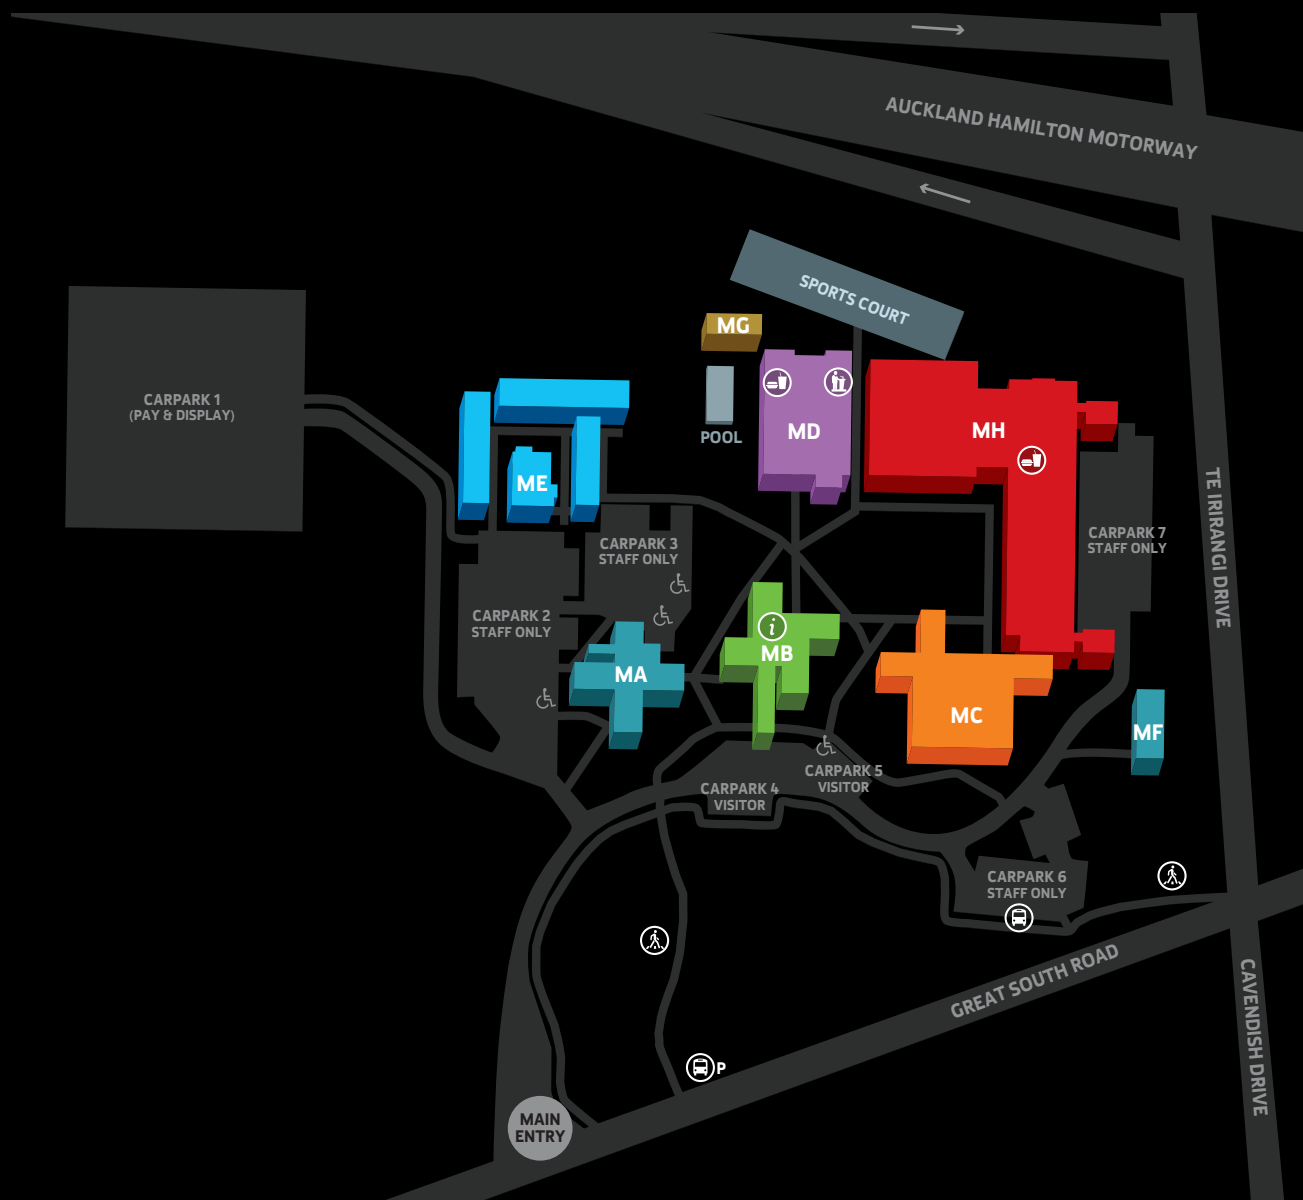 AUCKLAND HAMILTON MOTORWAY
SPORTS COURT
MG
CARPARK 1
(PAY & DISPLAY)
POOL
MD
MH
ME
TE IRIRANGI DRIVE
CARPARK 3
STAFF ONLY
CARPARK 7
STAFF ONLY
CARPARK 2
STAFF ONLY
i
MB
MA
MC
MF
CARPARK 5
VISITOR
CARPARK 4
VISITOR
CARPARK 6
STAFF ONLY
GREAT SOUTH ROAD
CAVENDISH DRIVE
P
MAIN
ENTRY